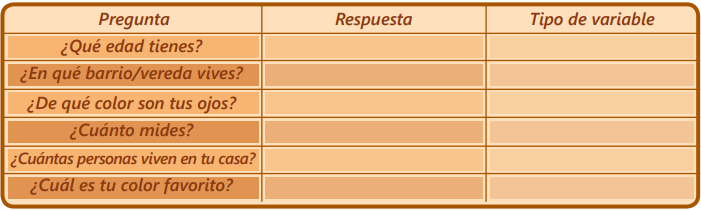 Pregunta Respuesta Tipo de variable
¿Qué edad tienes?
¿En qué barrio/vereda vives?
¿De qué color son tus ojos?
¿Cuánto mides?
¿Cuántas personas viven en tu casa?
¿Cuál es tu color favorito?